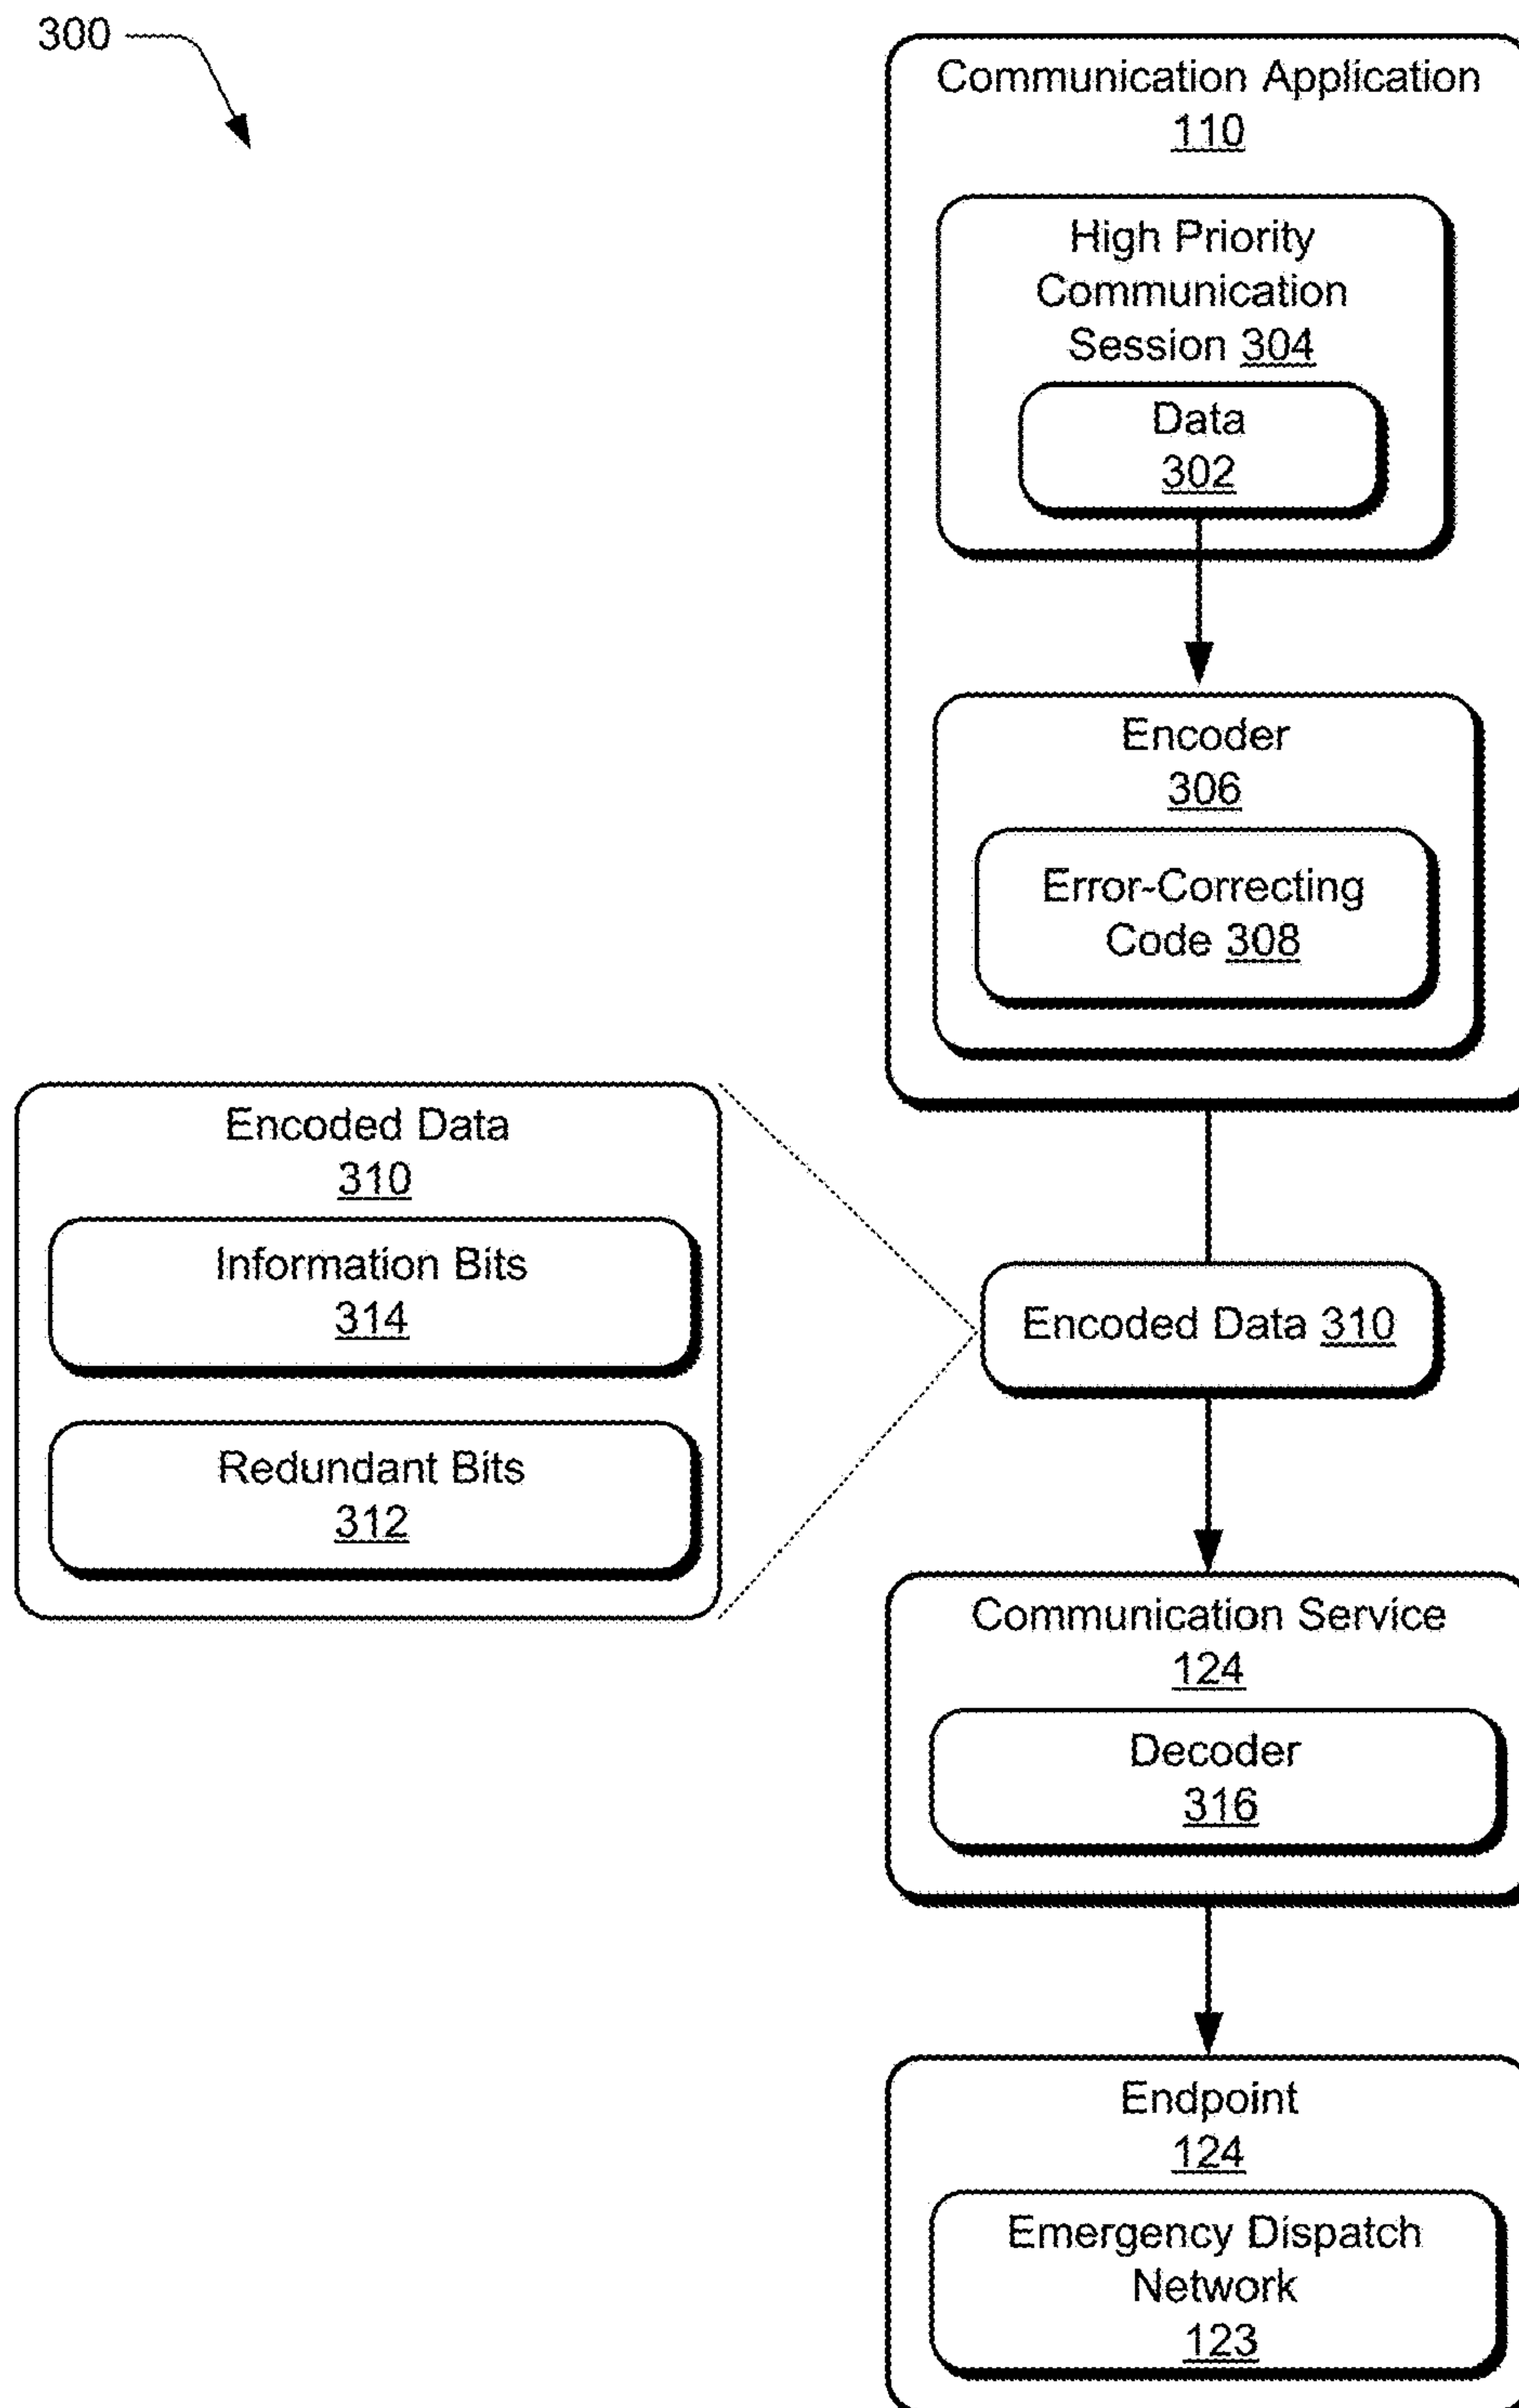 300
Communication Application
110
High Priority
Communication
Session 304
Data
302
Encoder
306
Error-Correcting
Code 308
Encoded Data
310
Information Bits
314
Redundant Bits
312
Encoded Data 310
Communication Service
124
Decoder
316
Endpoint
124
Emergency Dispatch
Network
123